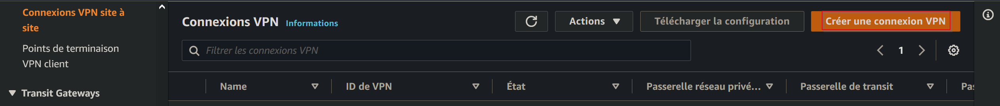 Connexions VPN site à
site
Points de terminaison
VPN client
Transit Gateways
Connexions VPN Informations
Actions
Télécharger la configuration
Créer une connexion VPN
Filtrer les connexions VPN
1
Name
ID de VPN
État
Passerelle réseau privé...
Passerelle de transit